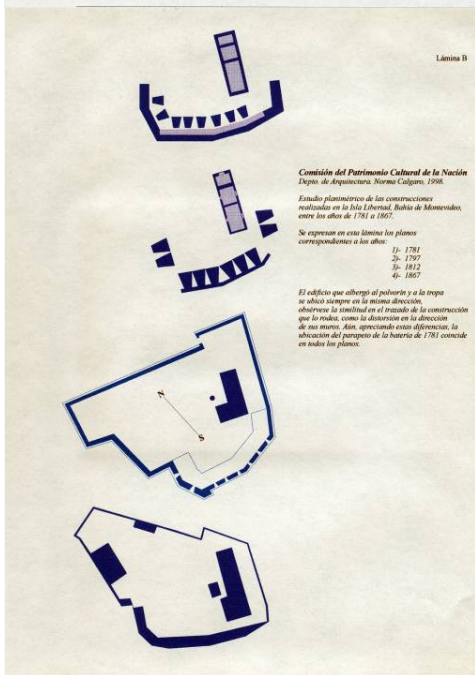 Lámina B
Comisión del Patrimonio Cultural de la Nación
Depto. de Arquitectura. Norma Calgaro, 1998.
Estudio planimétrico de las construcciones
realizadas en la Isla Libertad, Bahía de Montevideo,
entre los años de 1781 a 1867.
Se expresan en esta lámina los planos
correspondientes a los años:
1)- 1781
2)- 1797
3)- 1812
4)- 1867
El edificio que albergó al polvorín y a la tropa
se ubicó siempre en la misma dirección,
obsérvese la similitud en el trazado de la construcción
que lo rodea, como la distorsión en la dirección
de sus muros. Aún, apreciando estas diferencias, la
ubicación del parapeto de la batería de 1781 coincide
en todos los planos.
N
S